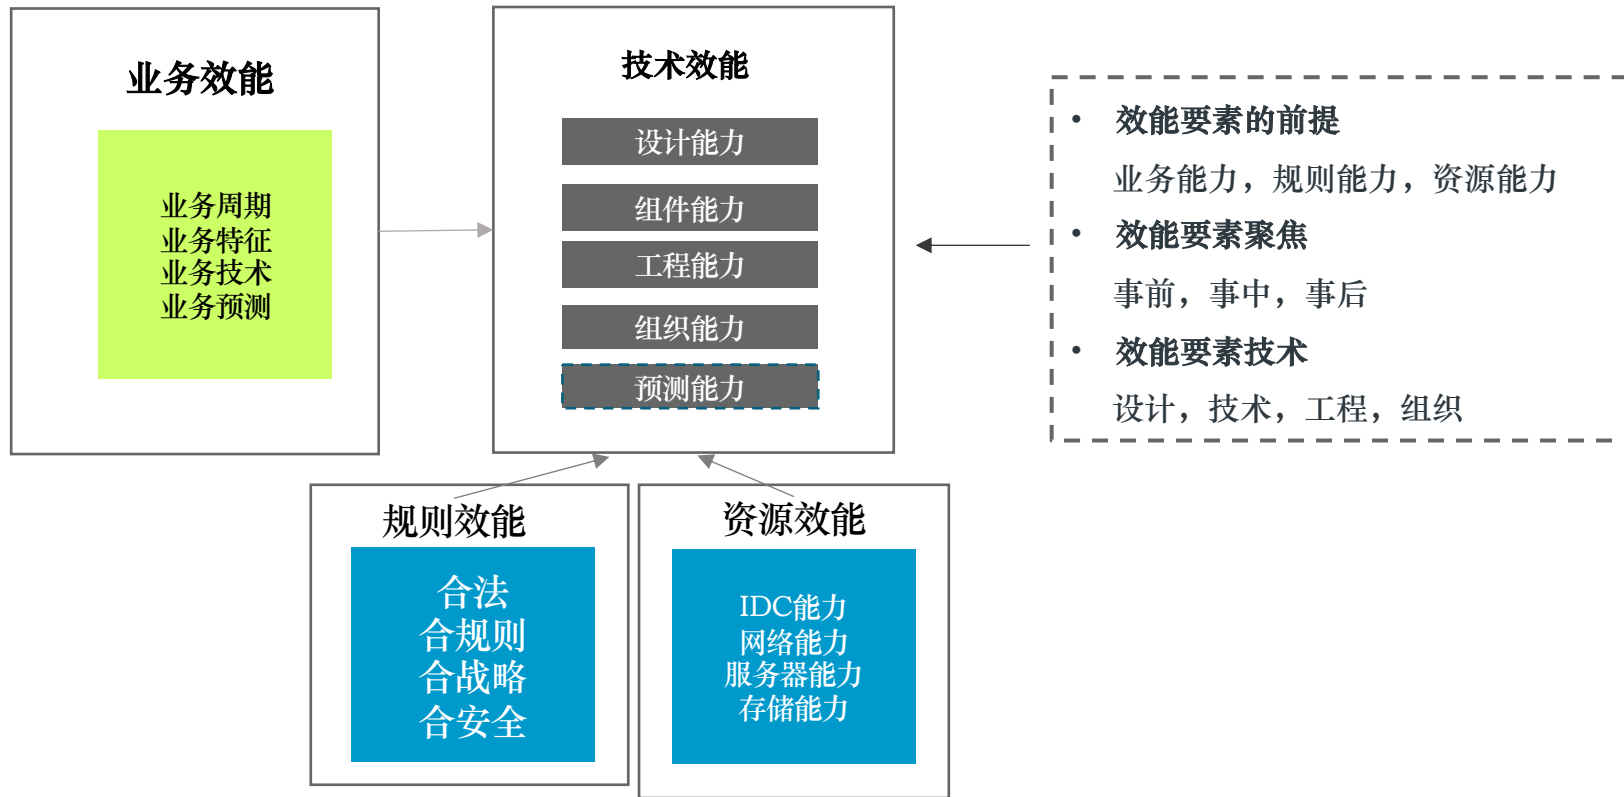 业务效能
业务周期
业务特征
业务技术
业务预测
技术效能
设计能力
组件能力
工程能力
组织能力
预测能力
• 效能要素的前提
业务能力，规则能力，资源能力
• 效能要素聚焦
事前，事中，事后
• 效能要素技术
设计，技术，工程，组织
规则效能
合法
合规则
合战略
合安全
资源效能
IDC能力
网络能力
服务器能力
存储能力